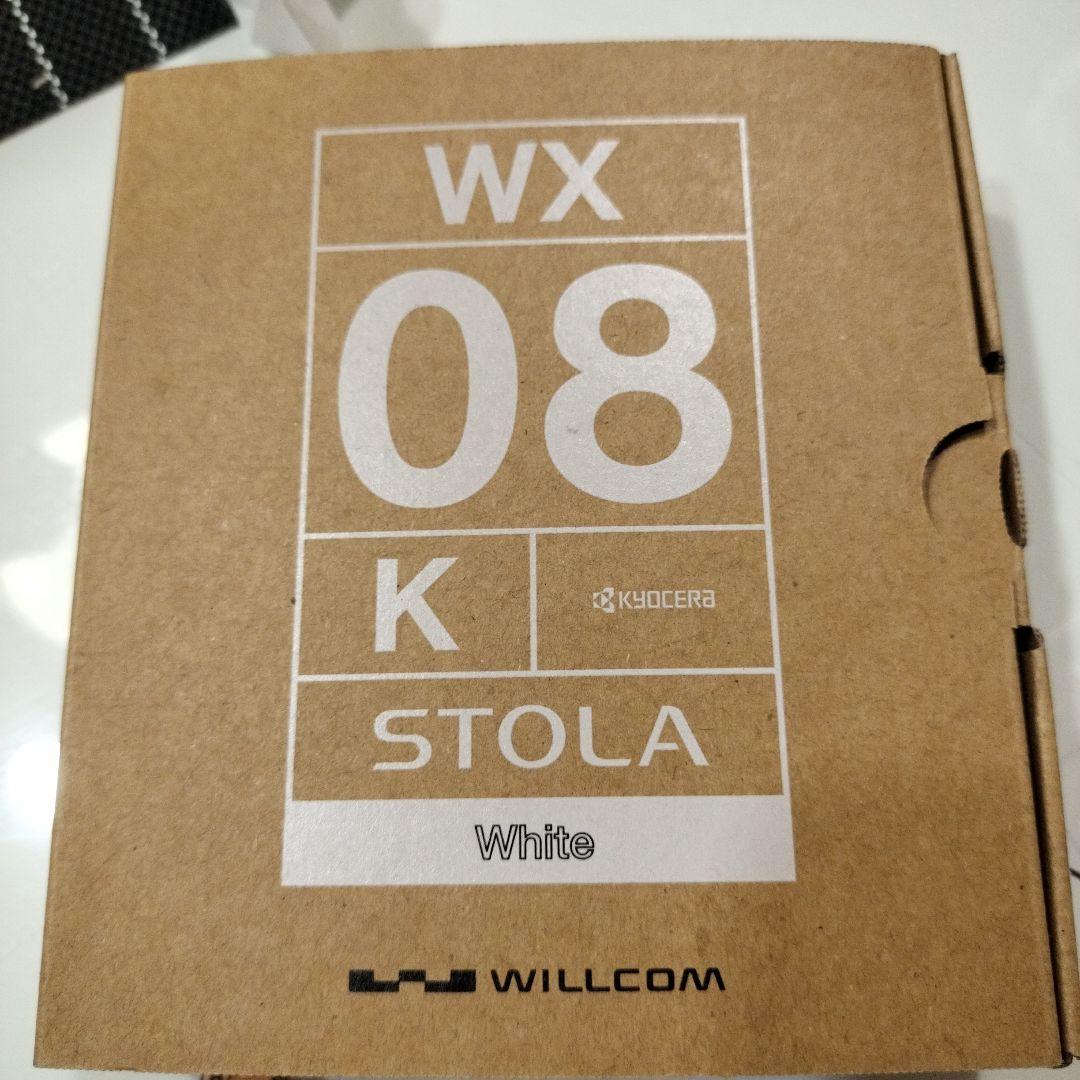 WX
08
K KYOCERA
STOLA
White
WILLCOM